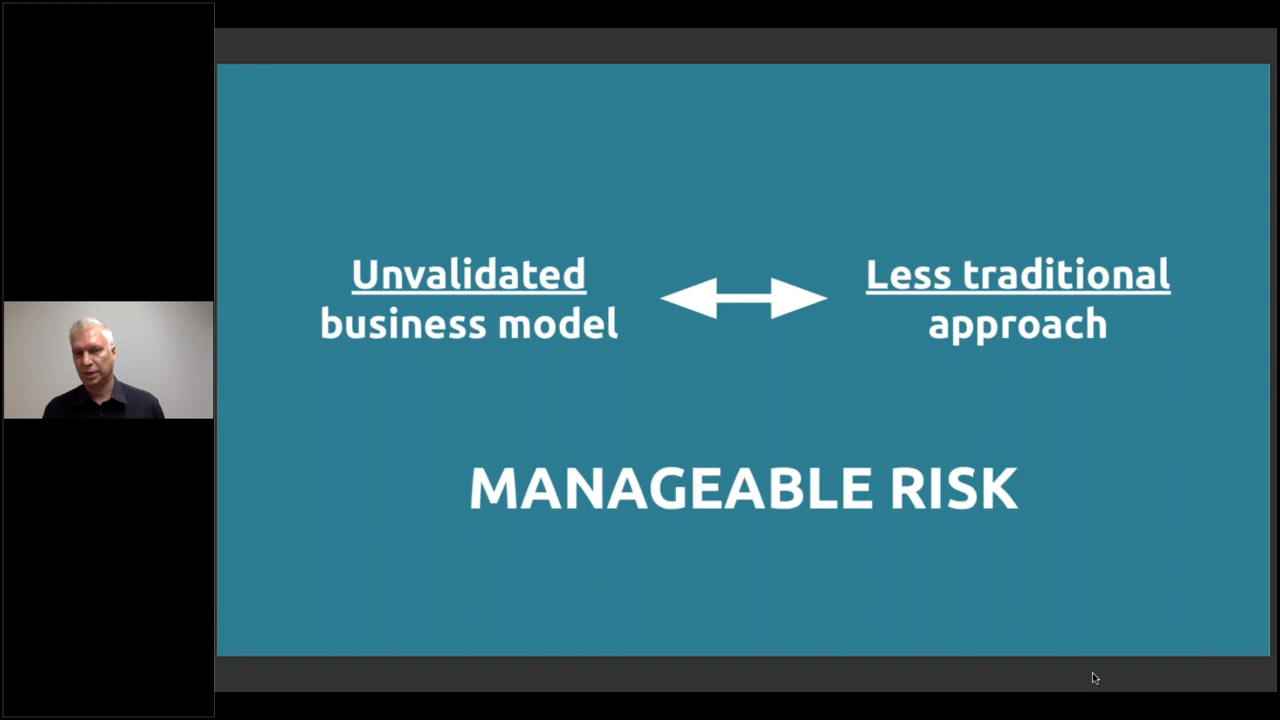 Unvalidated
business model
Less traditional
approach
MANAGEABLE RISK